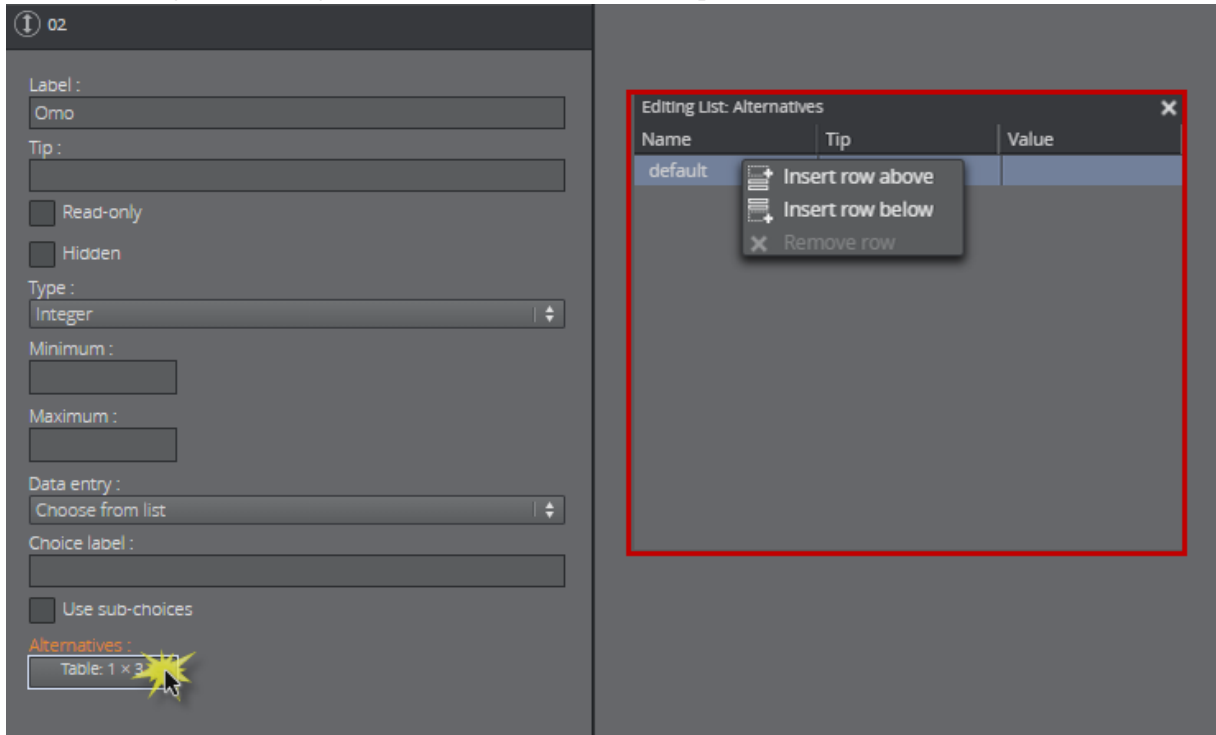 02
Label :
Omo
Tip :
Read-only
Hidden
Type :
Integer
Minimum :
Maximum :
Data entry :
Choose from list
Choice label :
Use sub-choices
Alternatives :
Table: 1 × 3
Editing List: Alternatives
Name Tip Value
default
Insert row above
Insert row below
Remove row